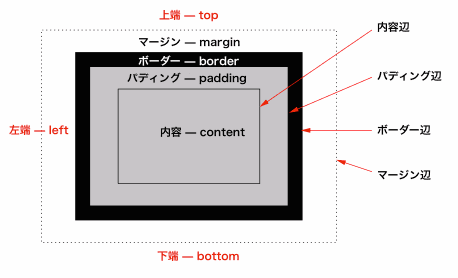 上端 — top
マージン — margin
ボーダー — border
パディング — padding
内容 — content
左端 — left
下端 — bottom
内容辺
パディング辺
ボーダー辺
マージン辺